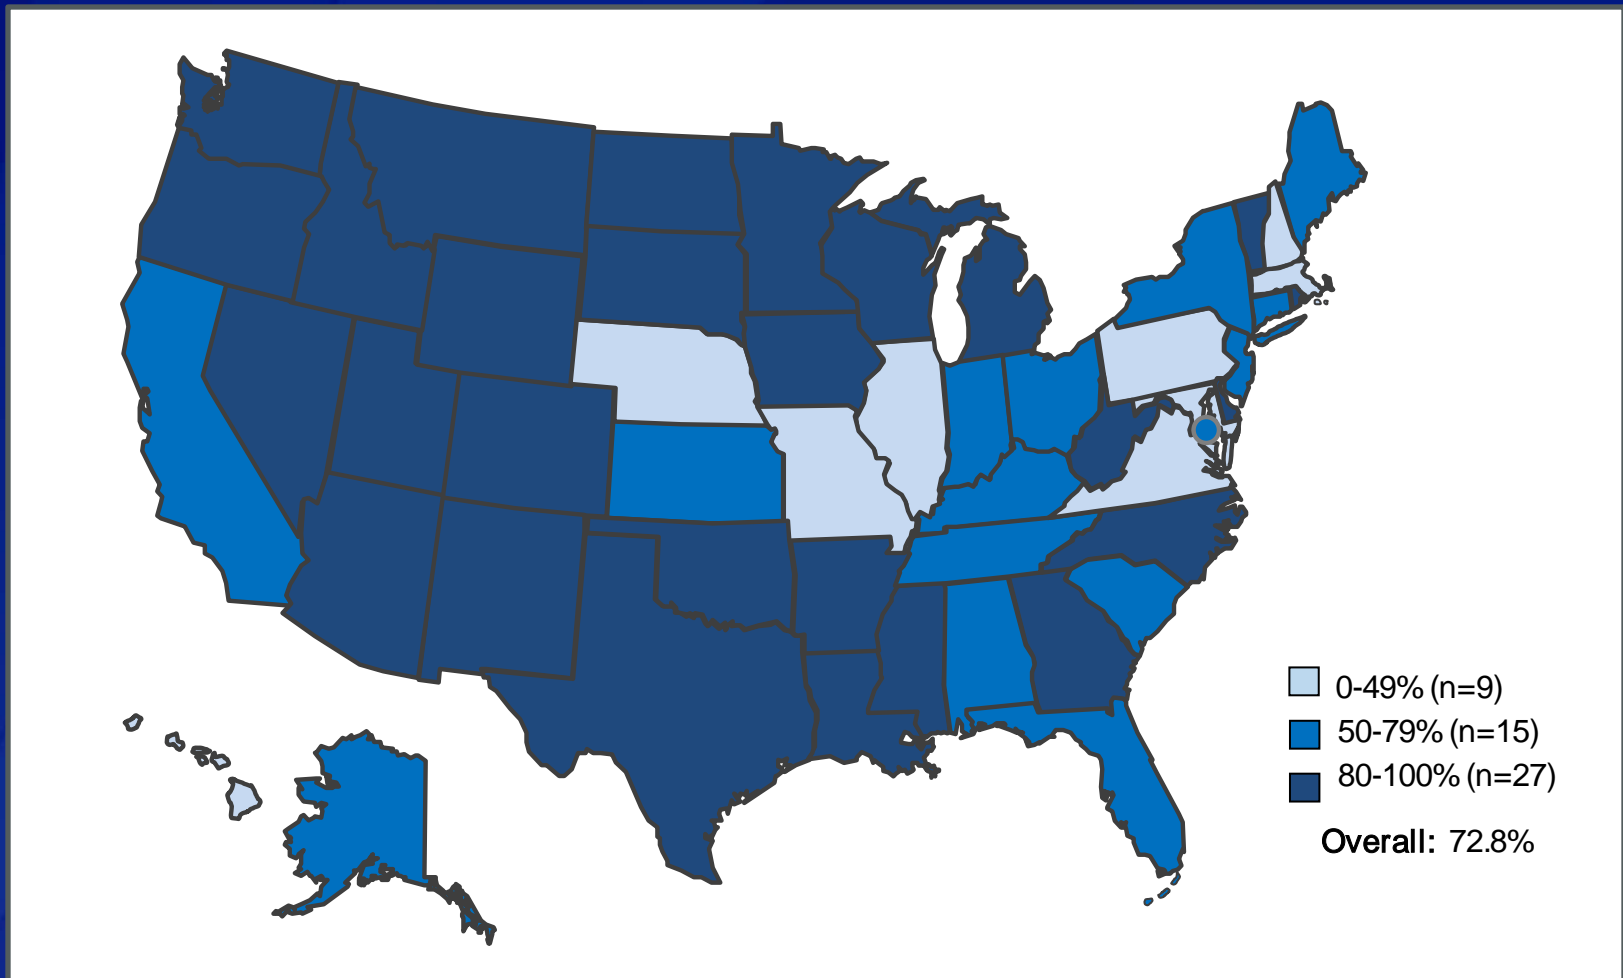 0-49% (n=9)
50-79% (n=15)
80-100% (n=27)
Overall: 72.8%